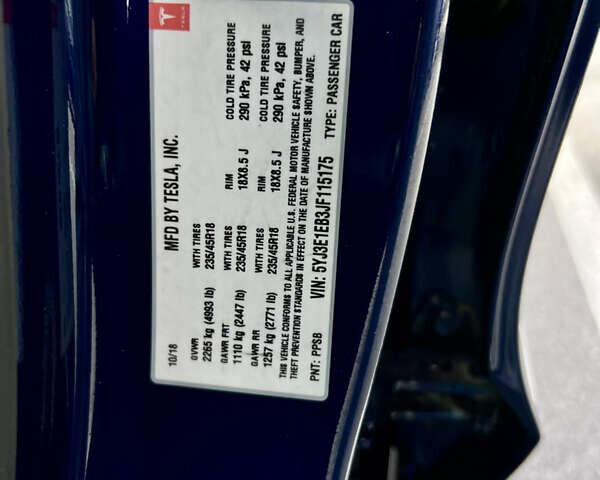 TESLA
MFD BY TESLA, INC.
10/18
GVWR WITH TIRES RIM COLD TIRE PRESSURE
2265 kg (4993 lb) 235/45R18 18X8.5 J 290 kPa, 42 psi
GAWR FRT WITH TIRES RIM COLD TIRE PRESSURE
1110 kg (2447 lb) 235/45R18 18X8.5 J 290 kPa, 42 psi
GAWR RR WITH TIRES
1257 kg (2771 lb) 235/45R18
THIS VEHICLE CONFORMS TO ALL APPLICABLE U.S. FEDERAL MOTOR VEHICLE SAFETY, BUMPER, AND
THEFT PREVENTION STANDARDS IN EFFECT ON THE DATE OF MANUFACTURE SHOWN ABOVE.
VIN: 5YJ3E1EB3JF115175 TYPE: PASSENGER CAR
PNT: PPSB